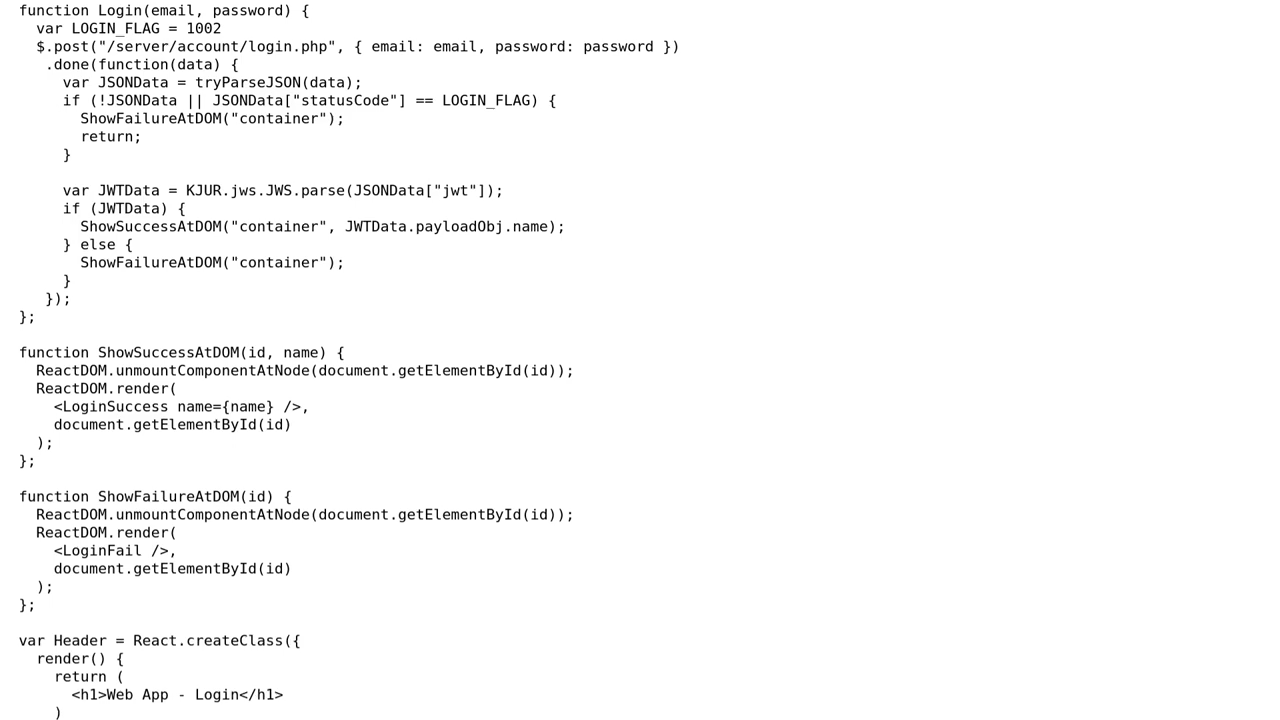 function Login(email, password) {
  var LOGIN_FLAG = 1002
  $.post("/server/account/login.php", { email: email, password: password })
   .done(function(data) {
     var JSONData = tryParseJSON(data);
     if (!JSONData || JSONData["statusCode"] == LOGIN_FLAG) {
       ShowFailureAtDOM("container");
       return;
     }

     var JWTData = KJUR.jws.JWS.parse(JSONData["jwt"]);
     if (JWTData) {
       ShowSuccessAtDOM("container", JWTData.payloadObj.name);
     } else {
       ShowFailureAtDOM("container");
     }
   });
};

function ShowSuccessAtDOM(id, name) {
  ReactDOM.unmountComponentAtNode(document.getElementById(id));
  ReactDOM.render(
    <LoginSuccess name={name} />,
    document.getElementById(id)
  );
};

function ShowFailureAtDOM(id) {
  ReactDOM.unmountComponentAtNode(document.getElementById(id));
  ReactDOM.render(
    <LoginFail />,
    document.getElementById(id)
  );
};

var Header = React.createClass({
  render() {
    return (
      <h1>Web App - Login</h1>
    )